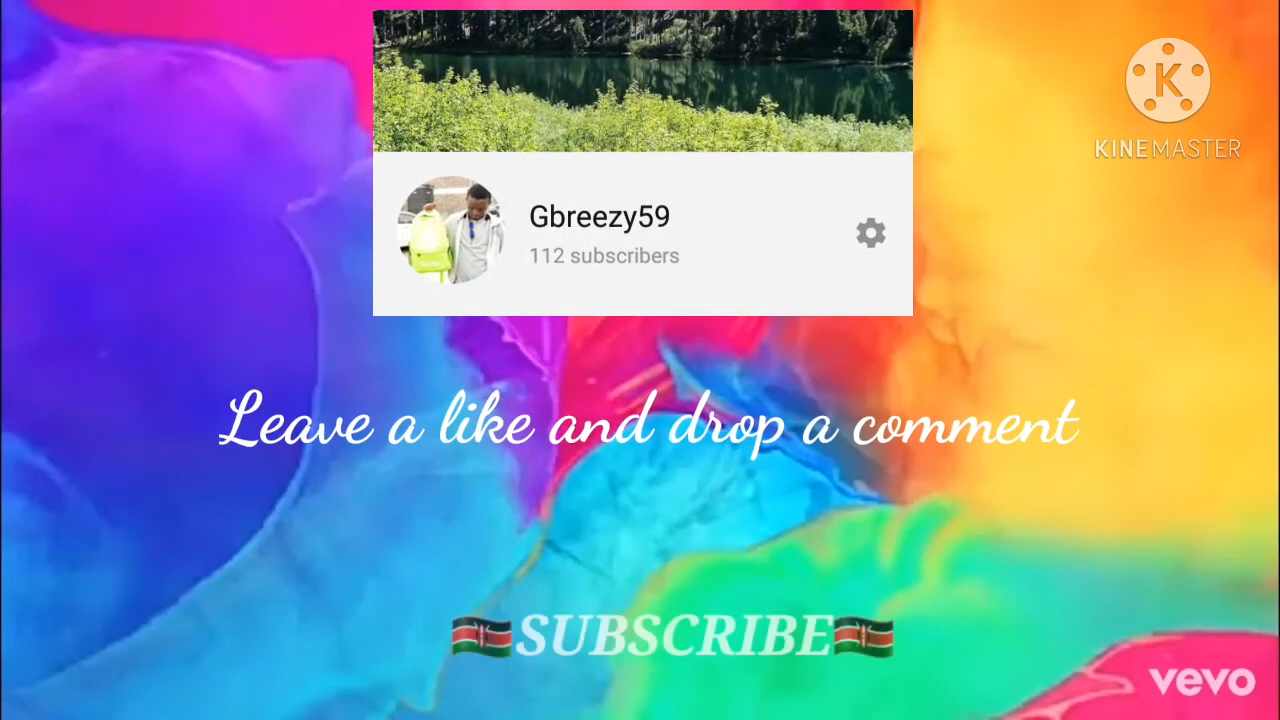 K
KINEMASTER
Gbreezy59
112 subscribers
Leave a like and drop a comment
🇰🇪SUBSCRIBE🇰🇪
vevo